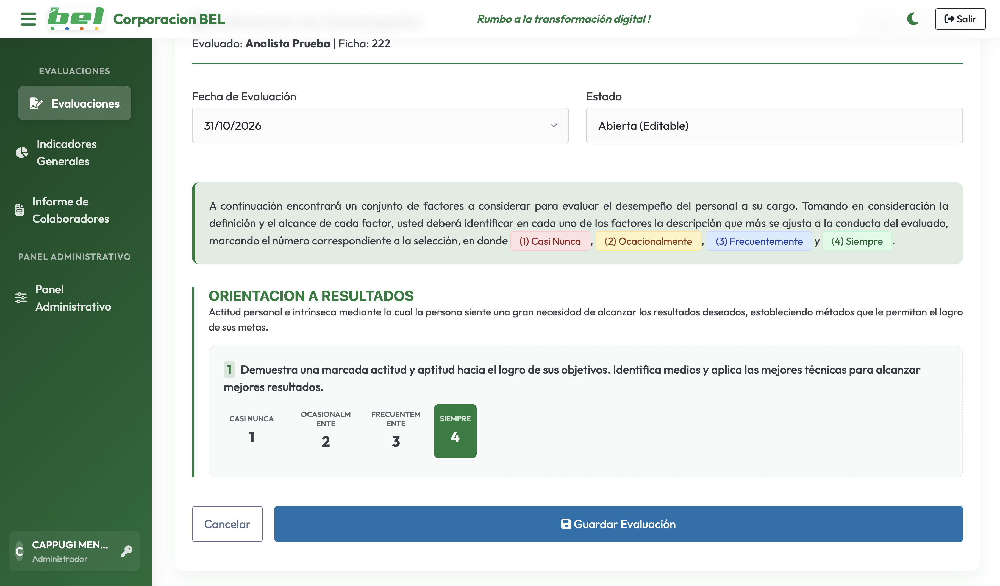 bel
Corporacion BEL
Rumbo a la transformación digital !
Salir
EVALUACIONES
Evaluaciones
Indicadores
Generales
Informe de
Colaboradores
PANEL ADMINISTRATIVO
Panel
Administrativo
CAPPUGI MEN...
C
Administrador
Evaluado: Analista Prueba | Ficha: 222
Fecha de Evaluación
Estado
31/10/2026
Abierta (Editable)
A continuación encontrará un conjunto de factores a considerar para evaluar el desempeño del personal a su cargo. Tomando en consideración la
definición y el alcance de cada factor, usted deberá identificar en cada uno de los factores la descripción que más se ajusta a la conducta del evaluado,
marcando el número correspondiente a la selección, en donde (1) Casi Nunca , (2) Ocacionalmente , (3) Frecuentemente y (4) Siempre .
ORIENTACION A RESULTADOS
Actitud personal e intrínseca mediante la cual la persona siente una gran necesidad de alcanzar los resultados deseados, estableciendo métodos que le permitan el logro
de sus metas.
1 Demuestra una marcada actitud y aptitud hacia el logro de sus objetivos. Identifica medios y aplica las mejores técnicas para alcanzar
mejores resultados.
CASI NUNCA
1
OCASIONALM
ENTE
2
FRECUENTEM
ENTE
3
SIEMPRE
4
Cancelar
Guardar Evaluación